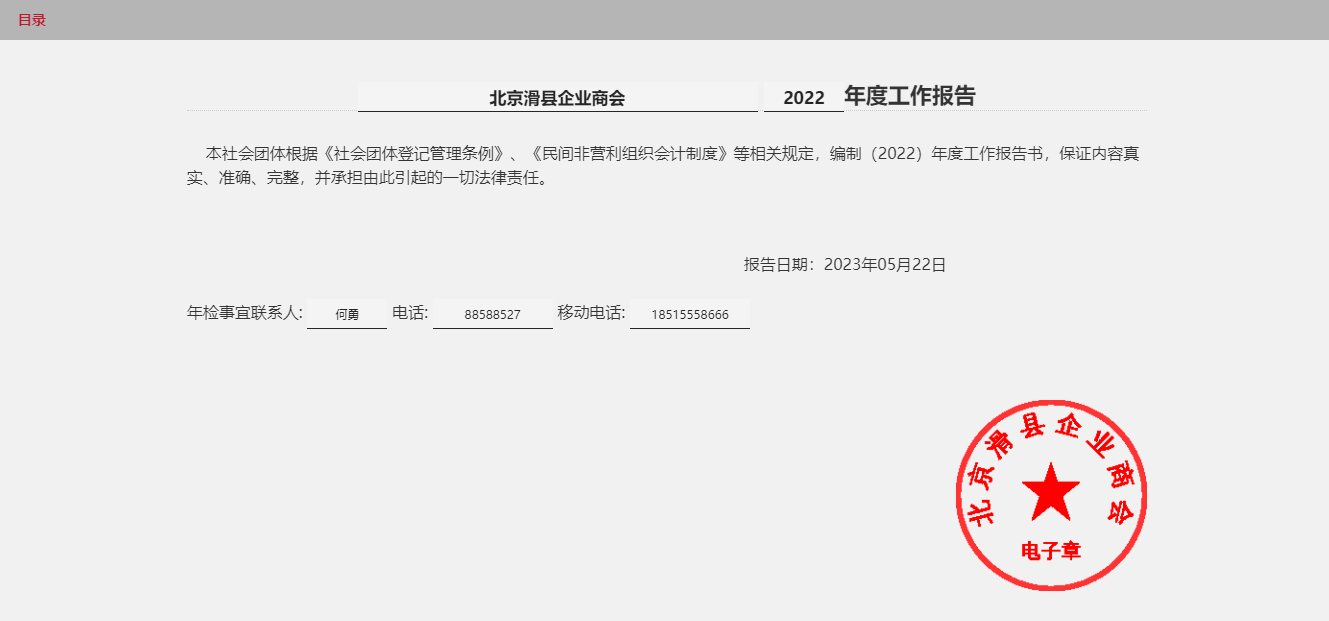 目录
北京滑县企业商会 2022 年度工作报告
本社会团体根据《社会团体登记管理条例》、《民间非营利组织会计制度》等相关规定，编制（2022）年度工作报告书，保证内容真
实、准确、完整，并承担由此引起的一切法律责任。
报告日期：2023年05月22日
年检事宜联系人: 何勇 电话: 88588527 移动电话: 18515558666
北京滑县企业商会
电子章